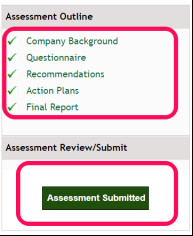 Assessment Outline
Company Background
Questionnaire
Recommendations
Action Plans
Final Report
Assessment Review/Submit
Assessment Submitted